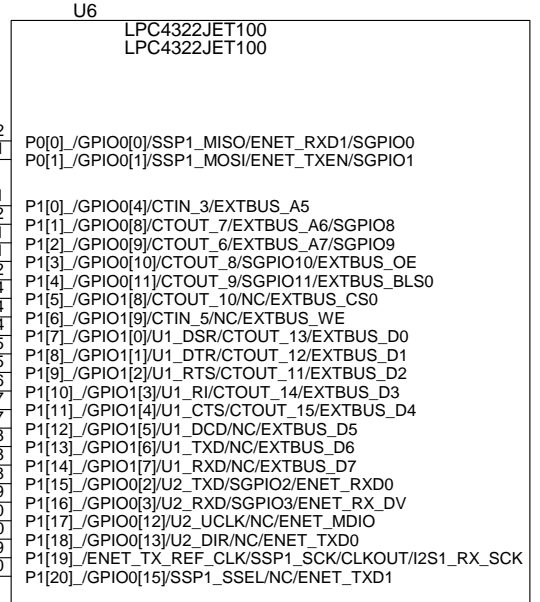 U6
LPC4322JET100
LPC4322JET100
P0[0]_/GPIO0[0]/SSP1_MISO/ENET_RXD1/SGPIO0
P0[1]_/GPIO0[1]/SSP1_MOSI/ENET_TXEN/SGPIO1
P1[0]_/GPIO0[4]/CTIN_3/EXTBUS_A5
P1[1]_/GPIO0[8]/CTOUT_7/EXTBUS_A6/SGPIO8
P1[2]_/GPIO0[9]/CTOUT_6/EXTBUS_A7/SGPIO9
P1[3]_/GPIO0[10]/CTOUT_8/SGPIO10/EXTBUS_OE
P1[4]_/GPIO0[11]/CTOUT_9/SGPIO11/EXTBUS_BLS0
P1[5]_/GPIO1[8]/CTOUT_10/NC/EXTBUS_CS0
P1[6]_/GPIO1[9]/CTIN_5/NC/EXTBUS_WE
P1[7]_/GPIO1[0]/U1_DSR/CTOUT_13/EXTBUS_D0
P1[8]_/GPIO1[1]/U1_DTR/CTOUT_12/EXTBUS_D1
P1[9]_/GPIO1[2]/U1_RTS/CTOUT_11/EXTBUS_D2
P1[10]_/GPIO1[3]/U1_RI/CTOUT_14/EXTBUS_D3
P1[11]_/GPIO1[4]/U1_CTS/CTOUT_15/EXTBUS_D4
P1[12]_/GPIO1[5]/U1_DCD/NC/EXTBUS_D5
P1[13]_/GPIO1[6]/U1_TXD/NC/EXTBUS_D6
P1[14]_/GPIO1[7]/U1_RXD/NC/EXTBUS_D7
P1[15]_/GPIO0[2]/U2_TXD/SGPIO2/ENET_RXD0
P1[16]_/GPIO0[3]/U2_RXD/SGPIO3/ENET_RX_DV
P1[17]_/GPIO0[12]/U2_UCLK/NC/ENET_MDIO
P1[18]_/GPIO0[13]/U2_DIR/NC/ENET_TXD0
P1[19]_/ENET_TX_REF_CLK/SSP1_SCK/CLKOUT/I2S1_RX_SCK
P1[20]_/GPIO0[15]/SSP1_SSEL/NC/ENET_TXD1